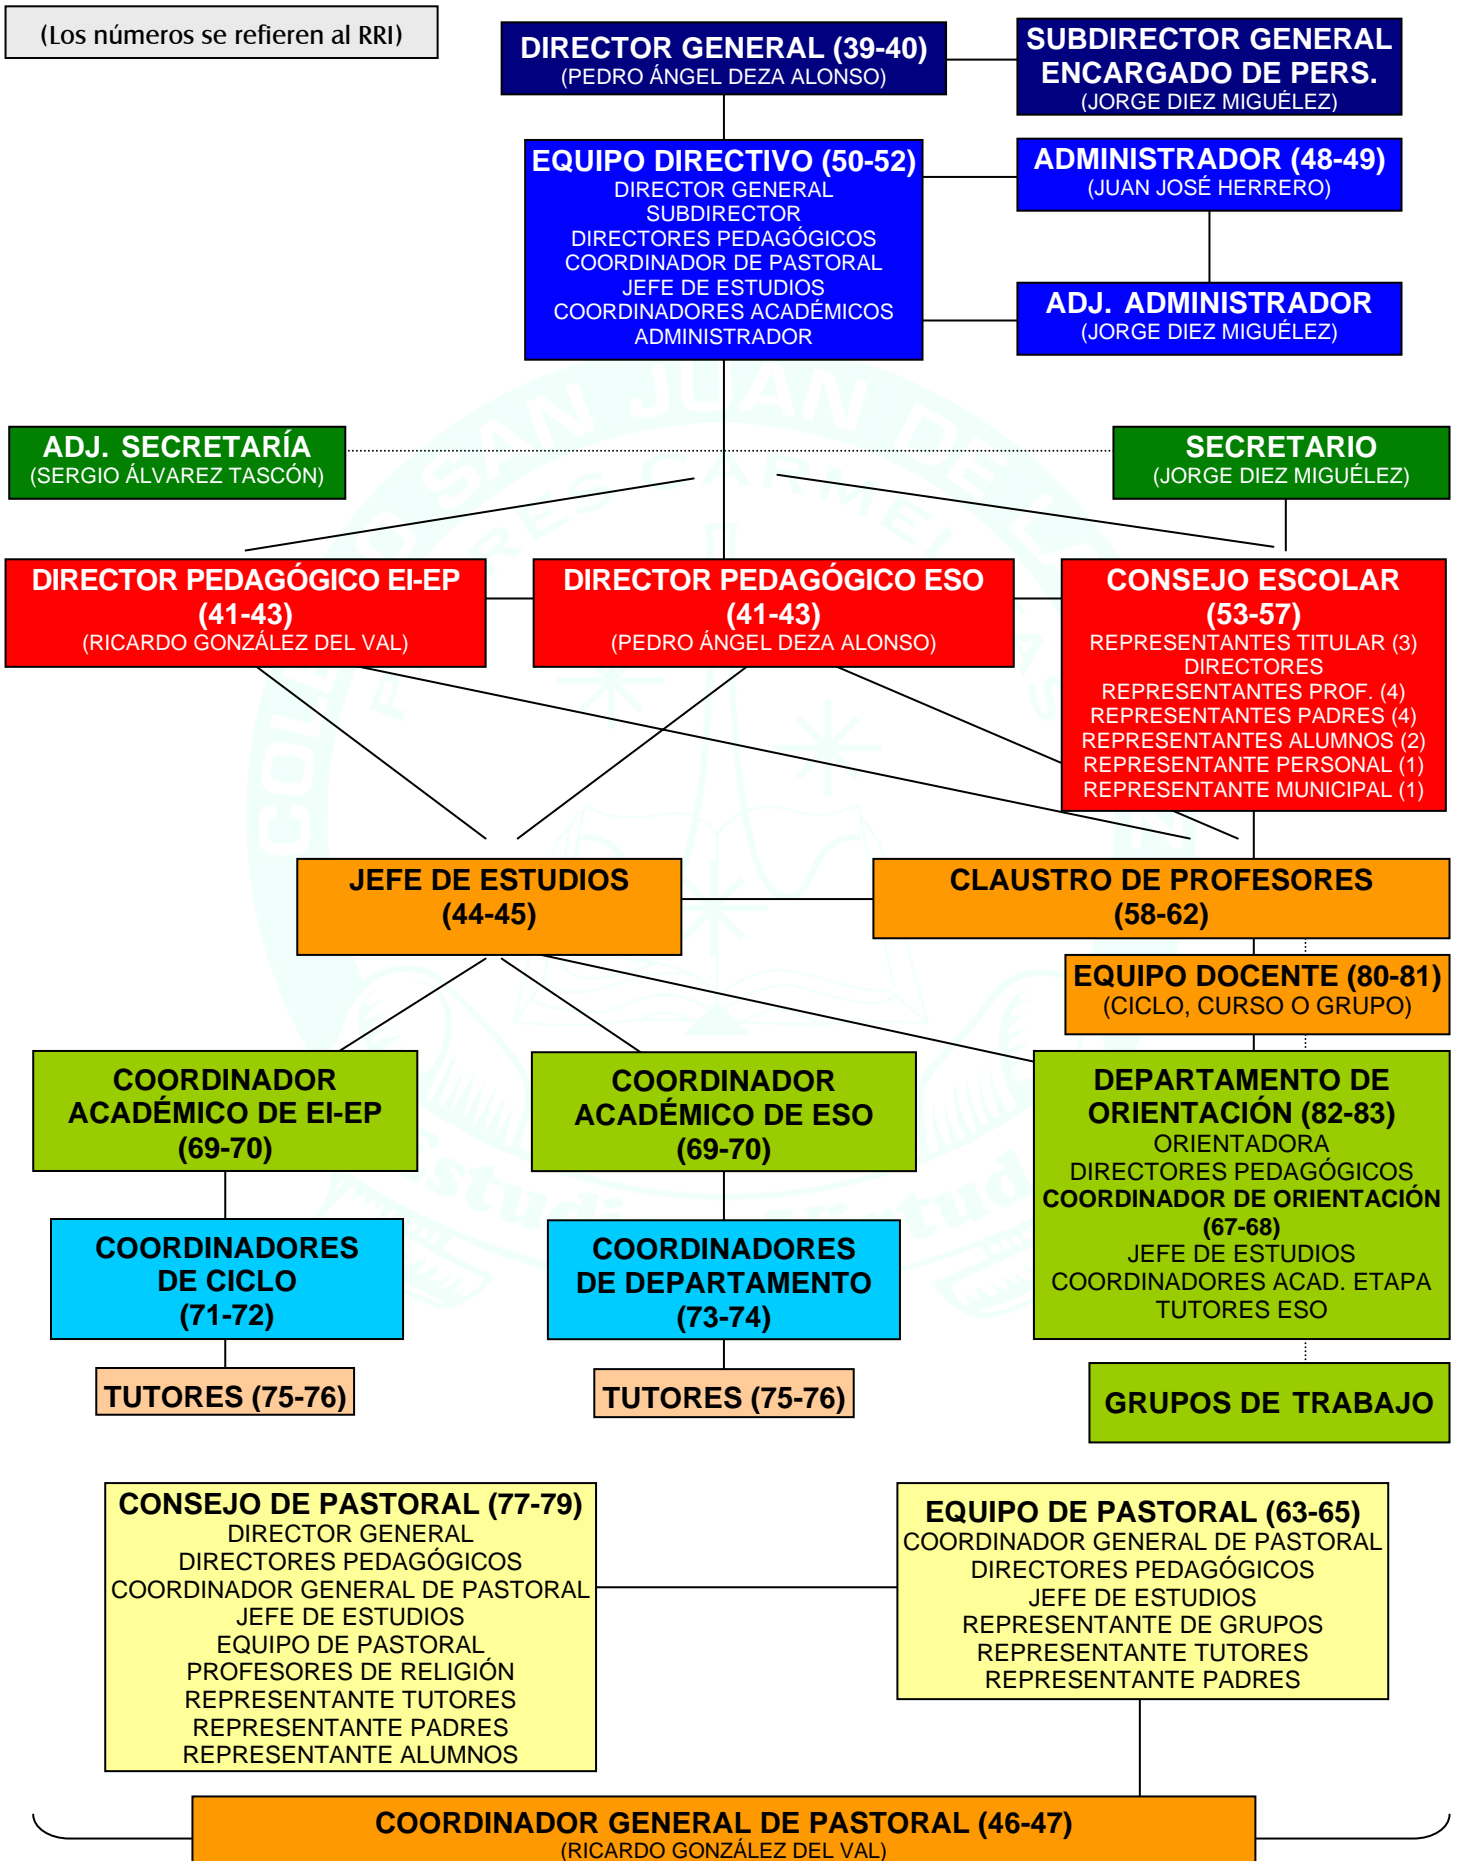 (Los números se refieren al RRI)
DIRECTOR GENERAL (39-40)
(PEDRO ÁNGEL DEZA ALONSO)
SUBDIRECTOR GENERAL
ENCARGADO DE PERS.
(JORGE DIEZ MIGUÉLEZ)
EQUIPO DIRECTIVO (50-52)
DIRECTOR GENERAL
SUBDIRECTOR
DIRECTORES PEDAGÓGICOS
COORDINADOR DE PASTORAL
JEFE DE ESTUDIOS
COORDINADORES ACADÉMICOS
ADMINISTRADOR
ADMINISTRADOR (48-49)
(JUAN JOSÉ HERRERO)
ADJ. ADMINISTRADOR
(JORGE DIEZ MIGUÉLEZ)
ADJ. SECRETARÍA
(SERGIO ÁLVAREZ TASCÓN)
SECRETARIO
(JORGE DIEZ MIGUÉLEZ)
DIRECTOR PEDAGÓGICO EI-EP
(41-43)
(RICARDO GONZÁLEZ DEL VAL)
DIRECTOR PEDAGÓGICO ESO
(41-43)
(PEDRO ÁNGEL DEZA ALONSO)
CONSEJO ESCOLAR
(53-57)
REPRESENTANTES TITULAR (3)
DIRECTORES
REPRESENTANTES PROF. (4)
REPRESENTANTES PADRES (4)
REPRESENTANTES ALUMNOS (2)
REPRESENTANTE PERSONAL (1)
REPRESENTANTE MUNICIPAL (1)
JEFE DE ESTUDIOS
(44-45)
CLAUSTRO DE PROFESORES
(58-62)
EQUIPO DOCENTE (80-81)
(CICLO, CURSO O GRUPO)
COORDINADOR
ACADÉMICO DE EI-EP
(69-70)
COORDINADOR
ACADÉMICO DE ESO
(69-70)
DEPARTAMENTO DE
ORIENTACIÓN (82-83)
ORIENTADORA
DIRECTORES PEDAGÓGICOS
COORDINADOR DE ORIENTACIÓN
(67-68)
JEFE DE ESTUDIOS
COORDINADORES ACAD. ETAPA
TUTORES ESO
COORDINADORES
DE CICLO
(71-72)
COORDINADORES
DE DEPARTAMENTO
(73-74)
TUTORES (75-76)
TUTORES (75-76)
GRUPOS DE TRABAJO
CONSEJO DE PASTORAL (77-79)
DIRECTOR GENERAL
DIRECTORES PEDAGÓGICOS
COORDINADOR GENERAL DE PASTORAL
JEFE DE ESTUDIOS
EQUIPO DE PASTORAL
PROFESORES DE RELIGIÓN
REPRESENTANTE TUTORES
REPRESENTANTE PADRES
REPRESENTANTE ALUMNOS
EQUIPO DE PASTORAL (63-65)
COORDINADOR GENERAL DE PASTORAL
DIRECTORES PEDAGÓGICOS
JEFE DE ESTUDIOS
REPRESENTANTE DE GRUPOS
REPRESENTANTE TUTORES
REPRESENTANTE PADRES
COORDINADOR GENERAL DE PASTORAL (46-47)
(RICARDO GONZÁLEZ DEL VAL)